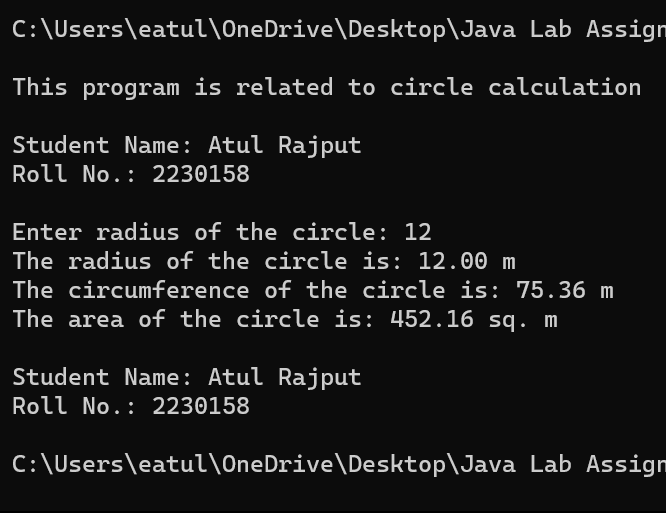 C:\Users\eatul\OneDrive\Desktop\Java Lab Assign
This program is related to circle calculation
Student Name: Atul Rajput
Roll No.: 2230158
Enter radius of the circle: 12
The radius of the circle is: 12.00 m
The circumference of the circle is: 75.36 m
The area of the circle is: 452.16 sq. m
Student Name: Atul Rajput
Roll No.: 2230158
C:\Users\eatul\OneDrive\Desktop\Java Lab Assign